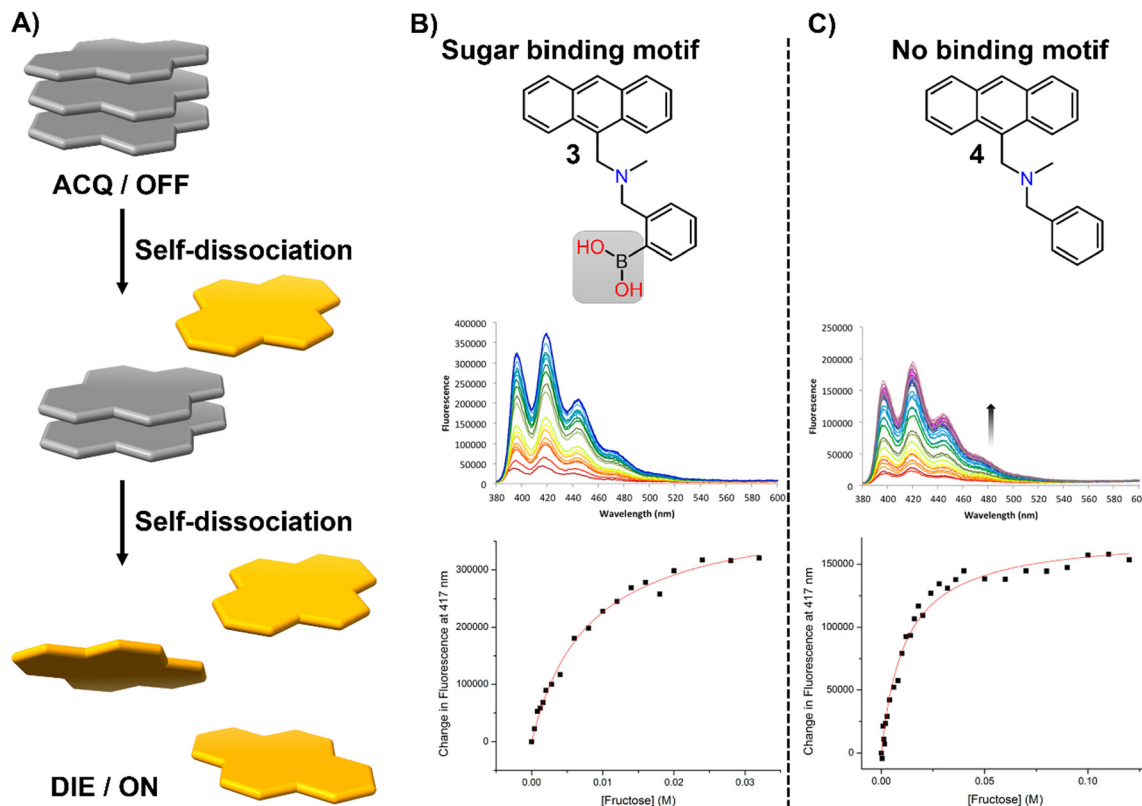 A)
ACQ / OFF
Self-dissociation
Self-dissociation
DIE / ON
B)
Sugar binding motif
3
N
HO
B
OH
400000
350000
300000
250000
200000
150000
100000
50000
0
Fluorescence
380 400 420 440 460 480 500 520 540 560 580 600
Wavelength (nm)
300000
200000
100000
0
Change in Fluorescence at 417 nm
0.00 0.01 0.02 0.03
[Fructose] (M)
C)
No binding motif
4
N
250000
200000
150000
100000
50000
0
Fluorescence
380 400 420 440 460 480 500 520 540 560 580 600
Wavelength (nm)
150000
100000
50000
0
Change in Fluorescence at 417 nm
0.00 0.05 0.10
[Fructose] (M)